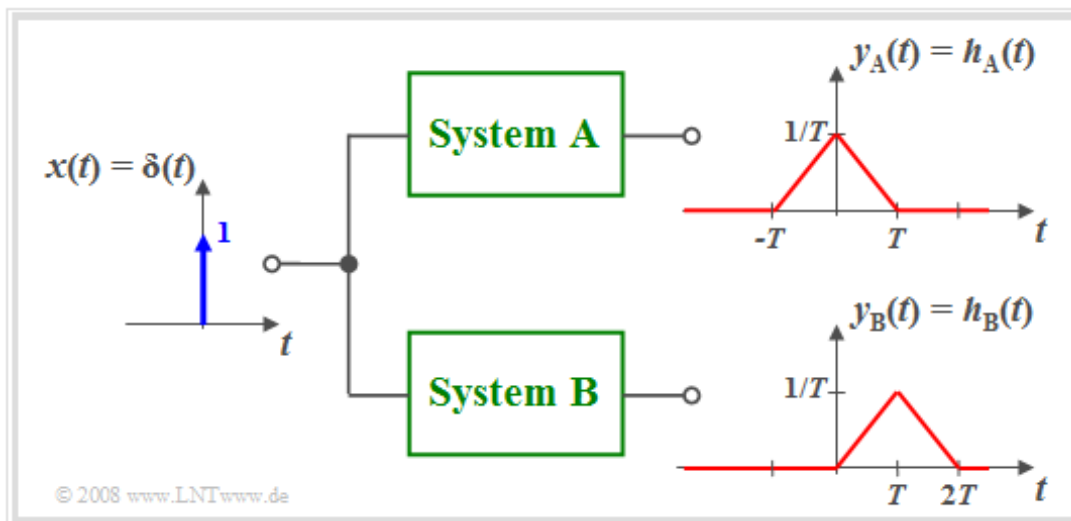 y_A(t) = h_A(t)
System A
1/T
x(t) = δ(t)
1
-T
T
t
t
y_B(t) = h_B(t)
System B
1/T
T
2T
t
© 2008 www.LNTwww.de